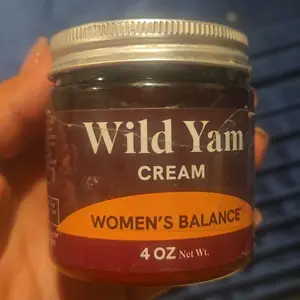 Wild Yam
CREAM
WOMEN'S BALANCE
4 OZ Net Wt.